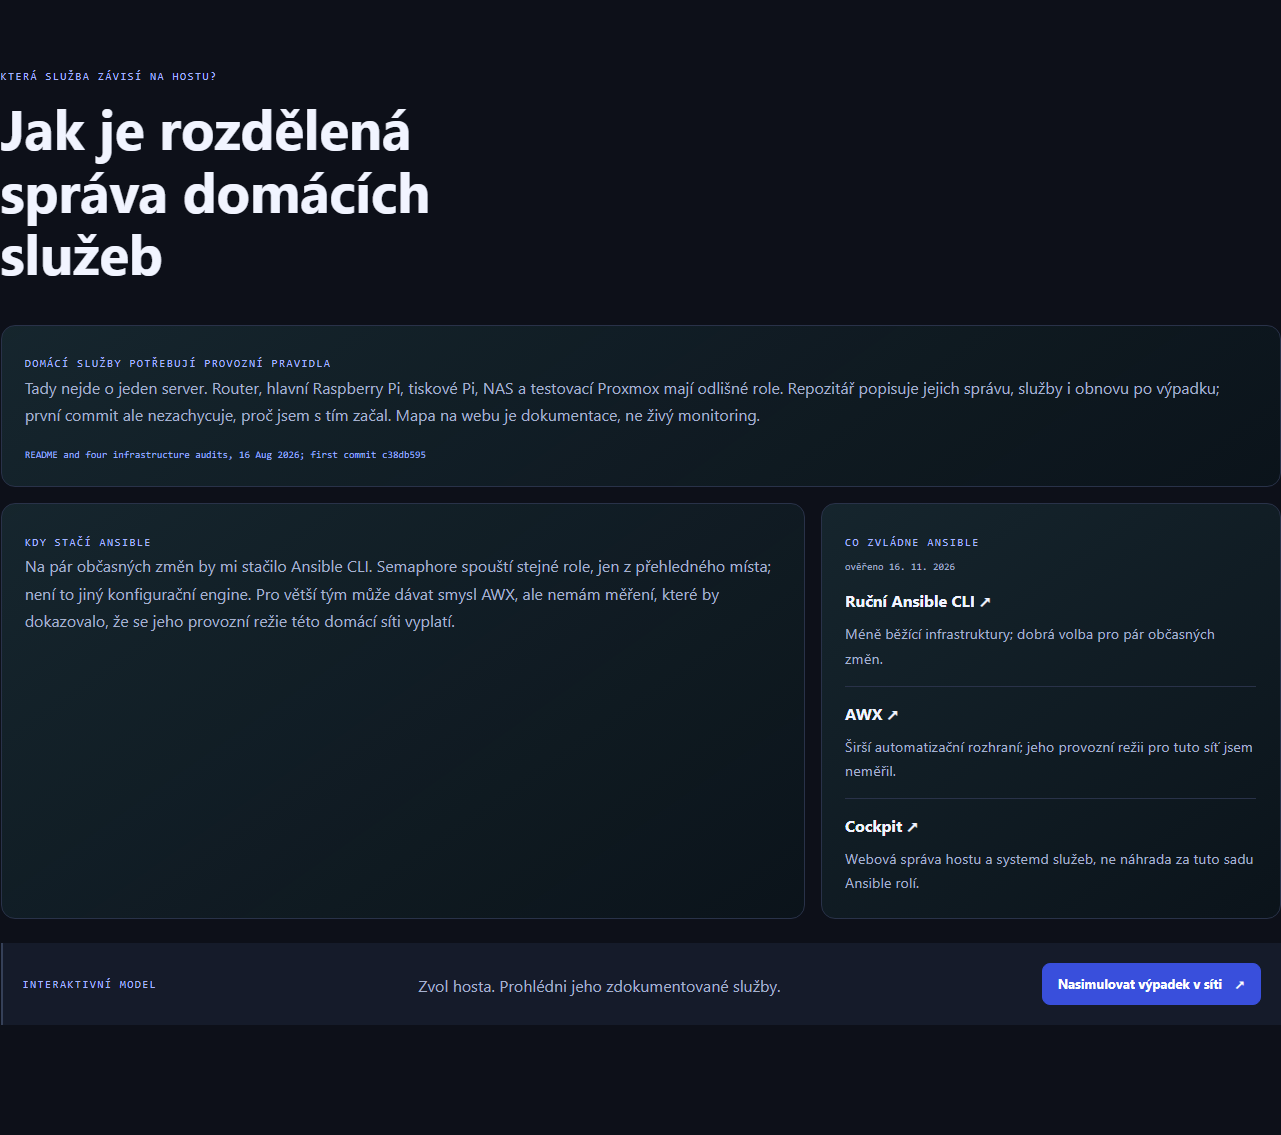 KTERÁ SLUŽBA ZÁVISÍ NA HOSTU?
Jak je rozdělená
správa domácích
služeb
DOMÁCÍ SLUŽBY POTŘEBUJÍ PROVOZNÍ PRAVIDLA
Tady nejde o jeden server. Router, hlavní Raspberry Pi, tiskové Pi, NAS a testovací Proxmox mají odlišné role. Repozitář popisuje jejich správu, služby i obnovu po výpadku;
první commit ale nezachycuje, proč jsem s tím začal. Mapa na webu je dokumentace, ne živý monitoring.
README and four infrastructure audits, 16 Aug 2026; first commit c38db595
KDY STAČÍ ANSIBLE
Na pár občasných změn by mi stačilo Ansible CLI. Semaphore spouští stejné role, jen z přehledného místa;
není to jiný konfigurační engine. Pro větší tým může dávat smysl AWX, ale nemám měření, které by
dokazovalo, že se jeho provozní režie této domácí síti vyplatí.
CO ZVLÁDNE ANSIBLE
ověřeno 16. 11. 2026
Ruční Ansible CLI ↗
Méně běžící infrastruktury; dobrá volba pro pár občasných
změn.
AWX ↗
Širší automatizační rozhraní; jeho provozní režii pro tuto síť jsem
neměřil.
Cockpit ↗
Webová správa hostu a systemd služeb, ne náhrada za tuto sadu
Ansible rolí.
INTERAKTIVNÍ MODEL
Zvol hosta. Prohlédni jeho zdokumentované služby.
Nasimulovat výpadek v síti ↗